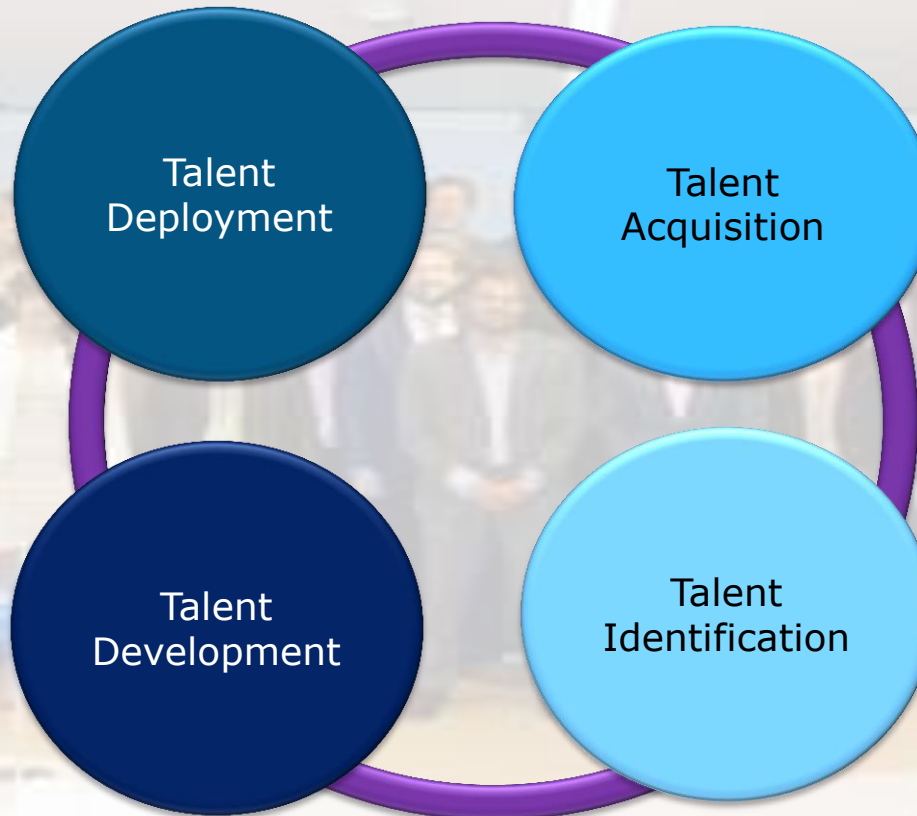 Talent
Deployment
Talent
Acquisition
Talent
Development
Talent
Identification